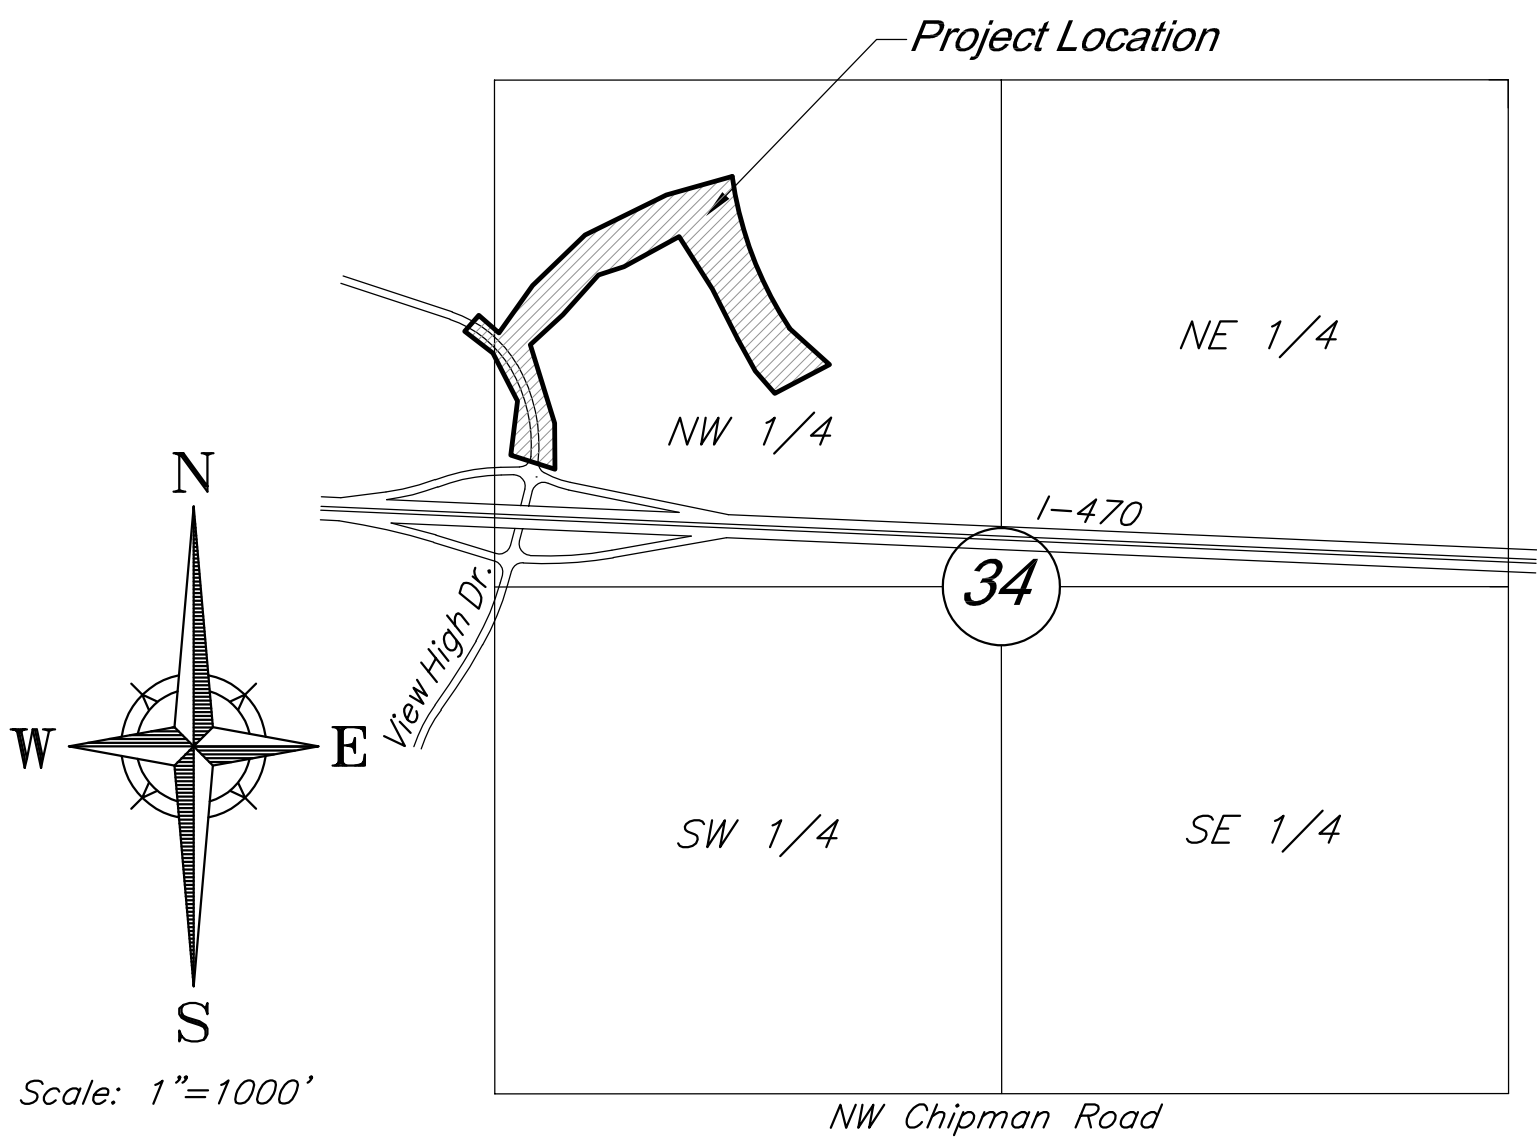 Project Location
NE 1/4
NW 1/4
N
I-470
34
View High Dr.
W
E
SW 1/4
SE 1/4
S
Scale: 1"=1000'
NW Chipman Road